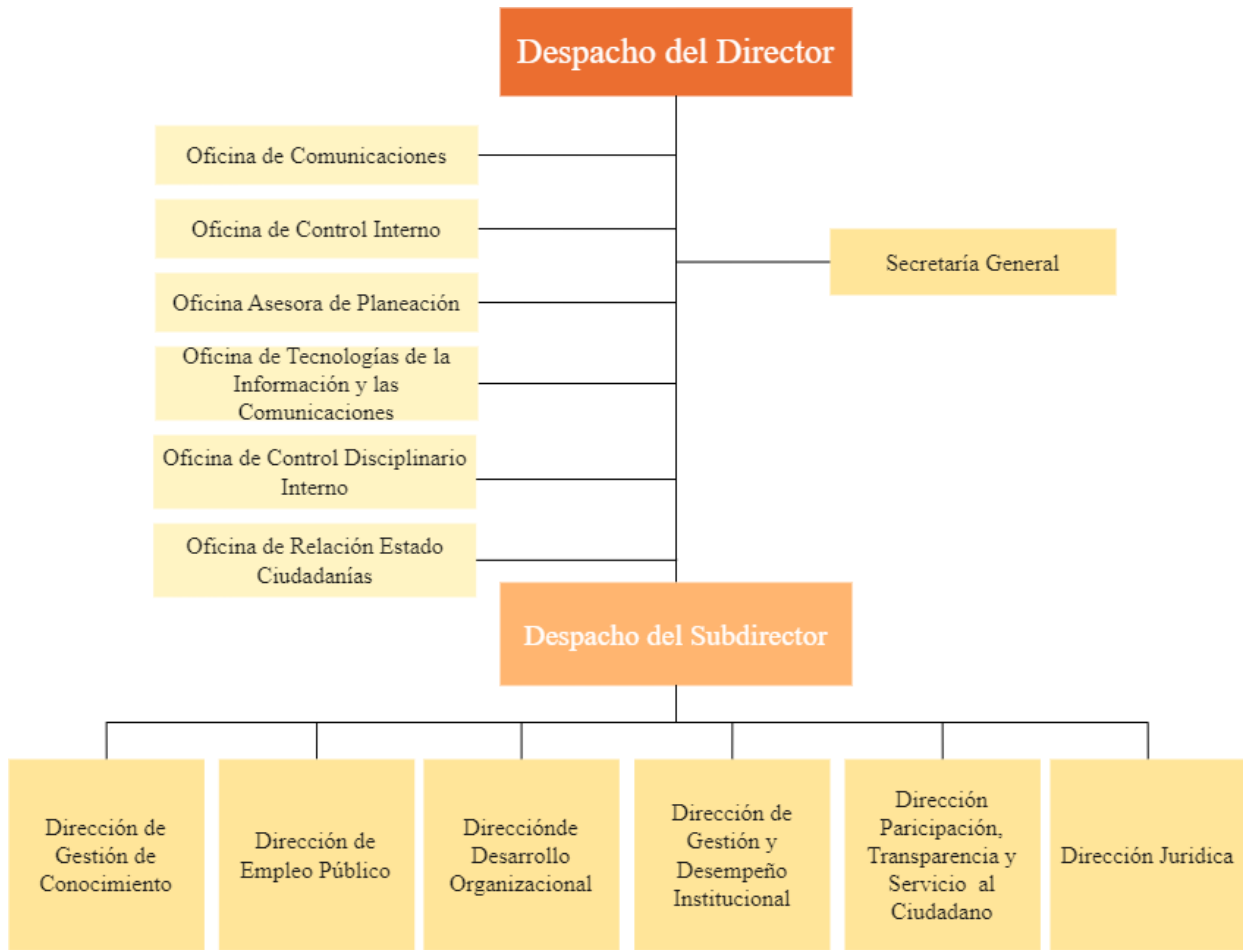 Despacho del Director
Oficina de Comunicaciones
Oficina de Control Interno
Secretaría General
Oficina Asesora de Planeación
Oficina de Tecnologías de la
Información y las
Comunicaciones
Oficina de Control Disciplinario
Interno
Oficina de Relación Estado
Ciudadanías
Despacho del Subdirector
Dirección de
Gestión de
Conocimiento
Dirección de
Empleo Público
Direcciónde
Desarrollo
Organizacional
Dirección de
Gestión y
Desempeño
Institucional
Dirección
Paricipación,
Transparencia y
Servicio al
Ciudadano
Dirección Juridica